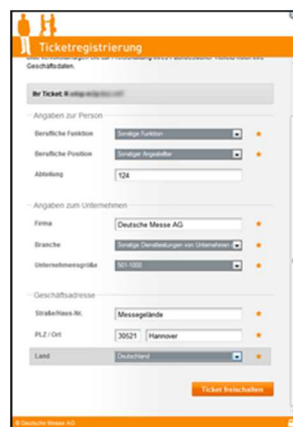 Ticketregistrierung
Geschäftsdaten.
Ihr Ticket:
Angaben zur Person
Berufliche Funktion Sonstige Funktion *
Berufliche Position Sonstiger Angestellter *
Abteilung 124
Angaben zum Unternehmen
Firma Deutsche Messe AG *
Branche Sonstige Dienstleistungen von Unternehmen *
Unternehmensgröße 501-1000 *
Geschäftsadresse
Straße/Haus-Nr. Messegelände *
PLZ / Ort 30521 Hannover *
Land Deutschland *
Ticket freischalten
© Deutsche Messe AG